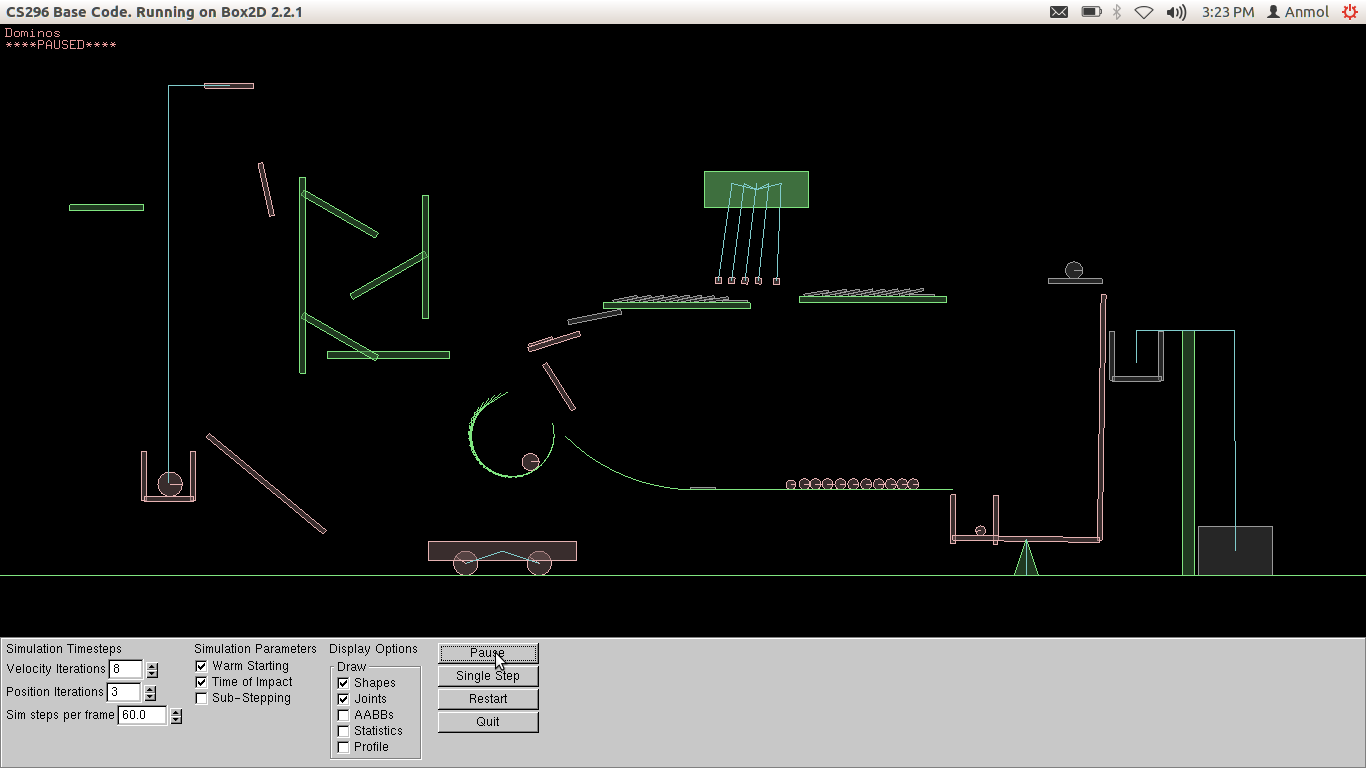 CS296 Base Code. Running on Box2D 2.2.1
3:23 PM Anmol
Dominos
****PAUSED****
Simulation Timesteps
Velocity Iterations 8
Position Iterations 3
Sim steps per frame 60.0
Simulation Parameters
Warm Starting
Time of Impact
Sub-Stepping
Display Options
Draw
Shapes
Joints
AABBs
Statistics
Profile
Pause
Single Step
Restart
Quit